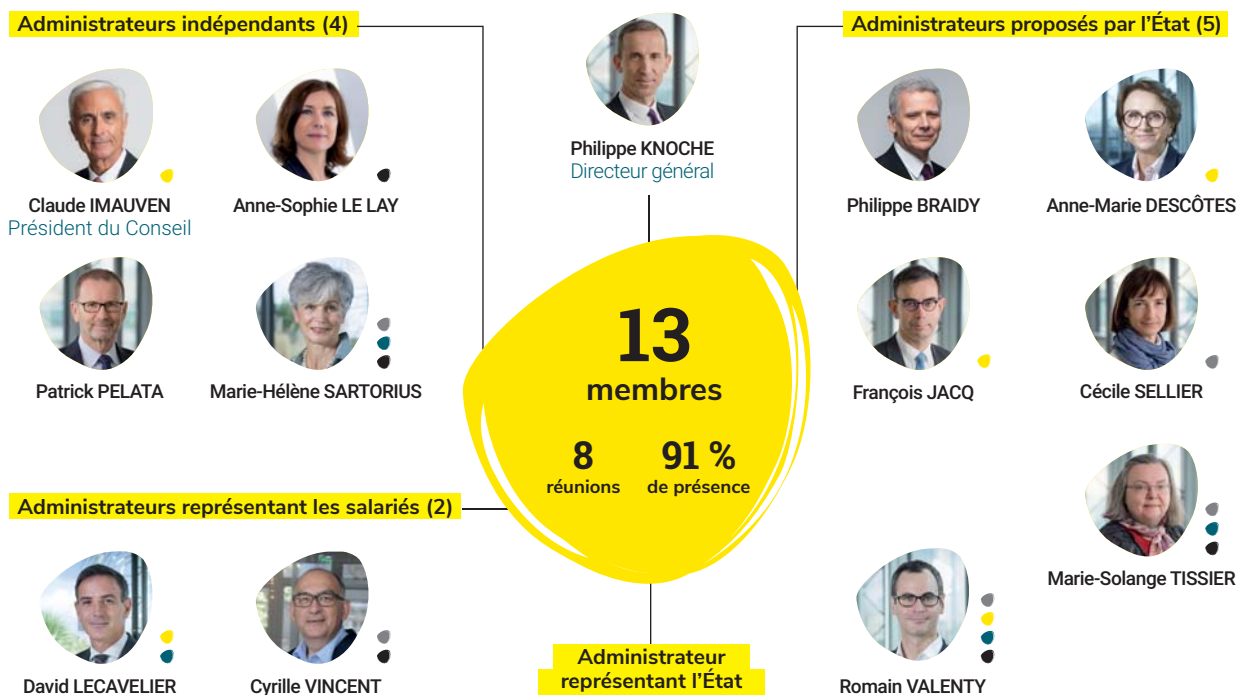 Administrateurs indépendants (4)
Claude IMAUVEN
Président du Conseil
Anne-Sophie LE LAY
Patrick PELATA
Marie-Hélène SARTORIUS
Philippe KNOCHE
Directeur général
Administrateurs proposés par l’État (5)
Philippe BRAIDY
Anne-Marie DESCÔTES
François JACQ
Cécile SELLIER
Marie-Solange TISSIER
13
membres
8
réunions
91 %
de présence
Administrateurs représentant les salariés (2)
David LECAVELIER
Cyrille VINCENT
Administrateur
représentant l’État
Romain VALENTY